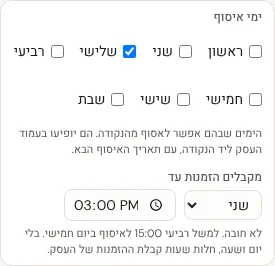 ימי איסוף
ראשון שני שלישי רביעי
חמישי שישי שבת
הימים שבהם אפשר לאסוף מהנקודה. הם יופיעו בעמוד
העסק ליד הנקודה, עם תאריך האיסוף הבא.
מקבלים הזמנות עד
שני 03:00 PM
לא חובה. למשל רביעי 15:00 לאיסוף ביום חמישי. בלי
יום ושעה, חלות שעות קבלת ההזמנות של העסק.